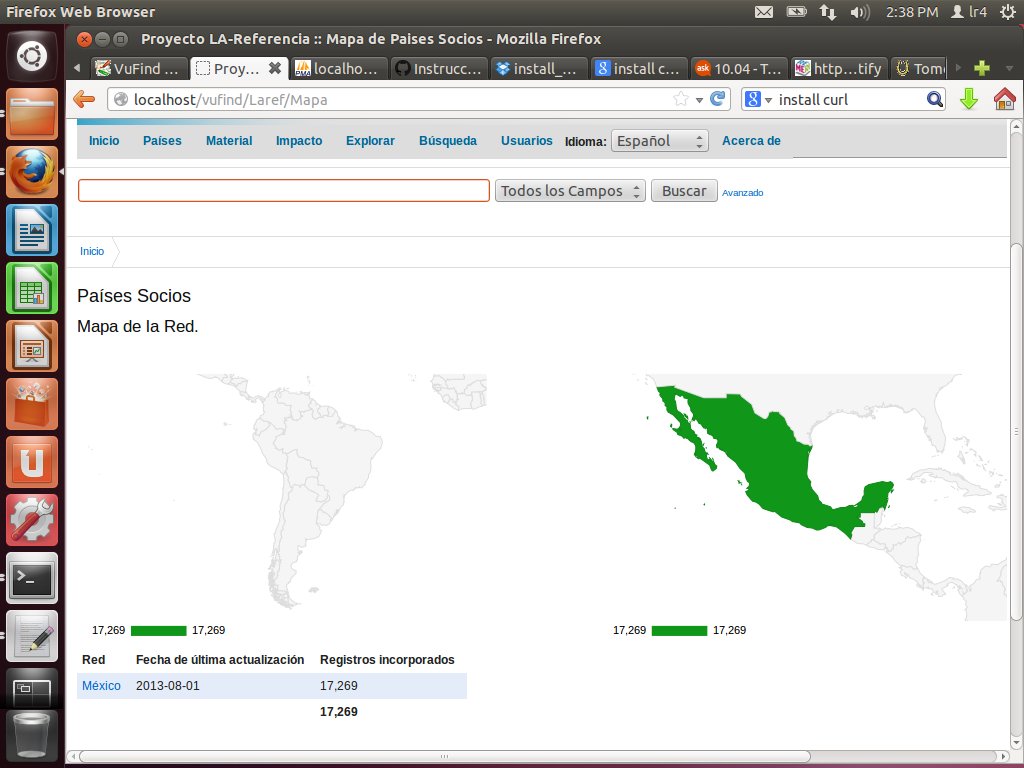 Firefox Web Browser 2:38 PM lr4
Proyecto LA-Referencia :: Mapa de Paises Socios - Mozilla Firefox
VuFind ... Proy... localho... Instrucc... install_... install c... 10.04 - T... http...tify Tom
localhost/vufind/Laref/Mapa install curl
Inicio Países Material Impacto Explorar Búsqueda Usuarios Idioma: Español Acerca de
Todos los Campos Buscar Avanzado
Inicio
Países Socios
Mapa de la Red.
17,269 17,269 17,269 17,269
Red Fecha de última actualización Registros incorporados
México 2013-08-01 17,269
17,269